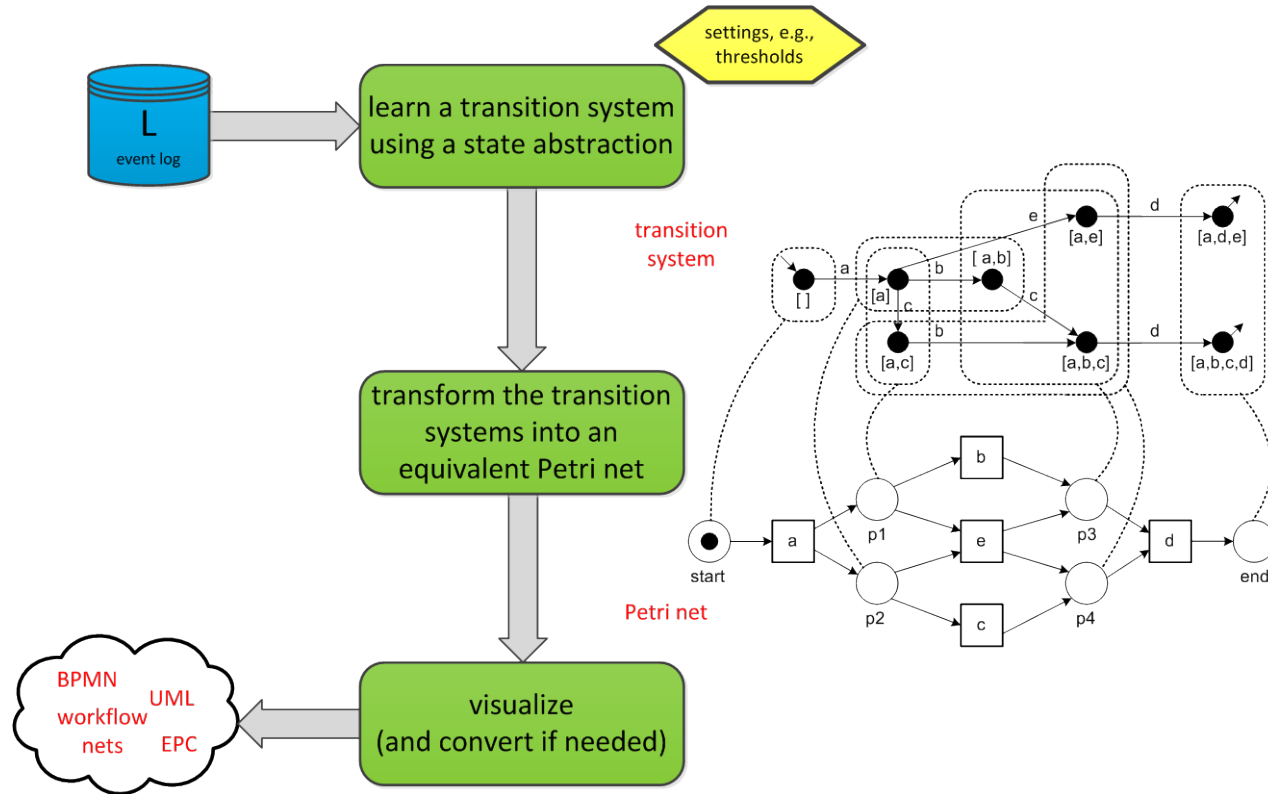 settings, e.g.,
thresholds
L
event log
learn a transition system
using a state abstraction
transition
system
e
d
[a,e]
[a,d,e]
a
b
[ a,b]
[ ]
[a]
c
c
b
d
[a,c]
[a,b,c]
[a,b,c,d]
transform the transition
systems into an
equivalent Petri net
b
p1
p3
a
e
d
start
end
p2
p4
c
Petri net
BPMN
UML
workflow
nets
EPC
visualize
(and convert if needed)